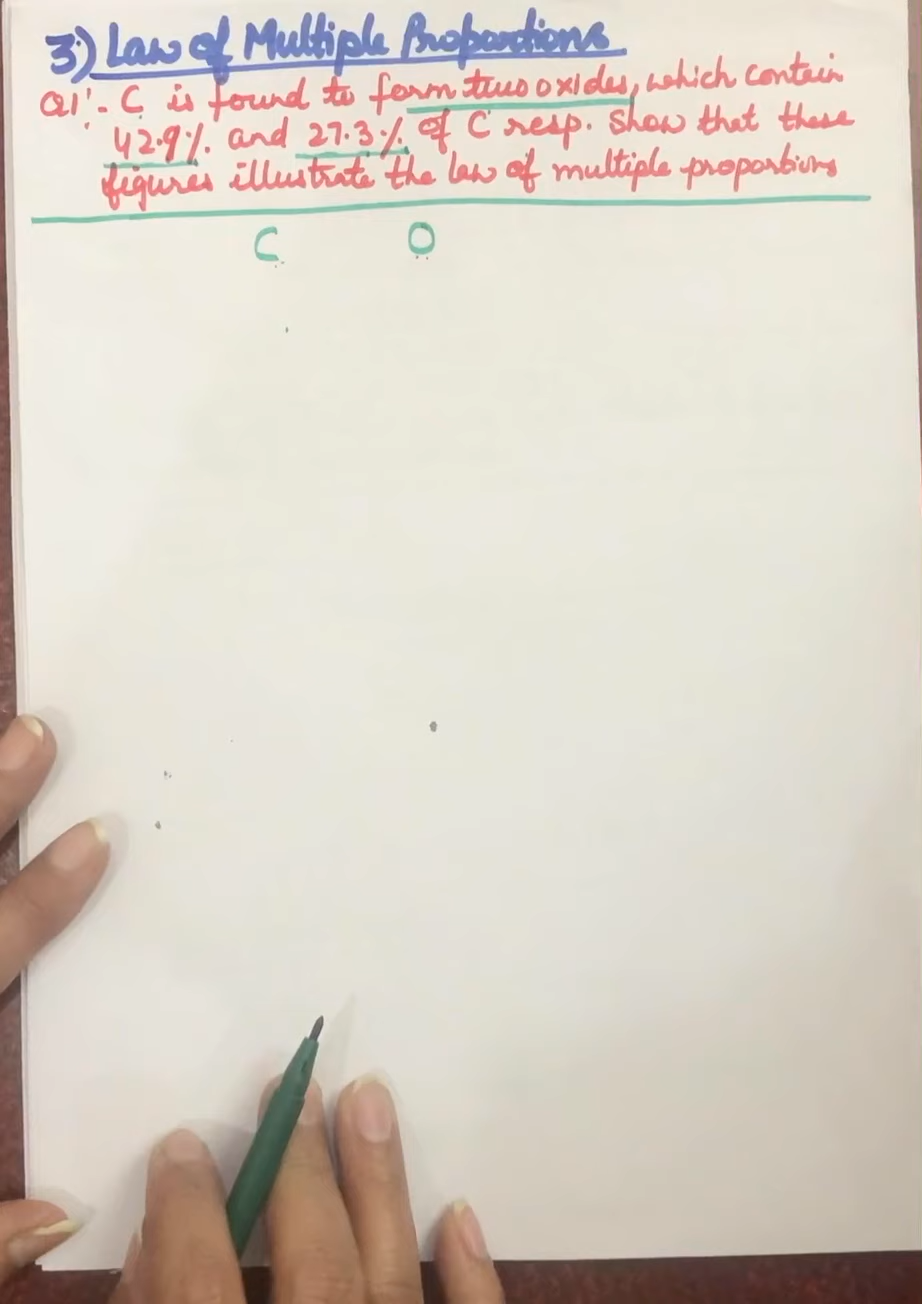 3) Law of Multiple Proportions
Q1:- C is found to form two oxides, which contain
42.9%. and 27.3%. of C resp. Show that these
figures illustrate the law of multiple proportions
C O